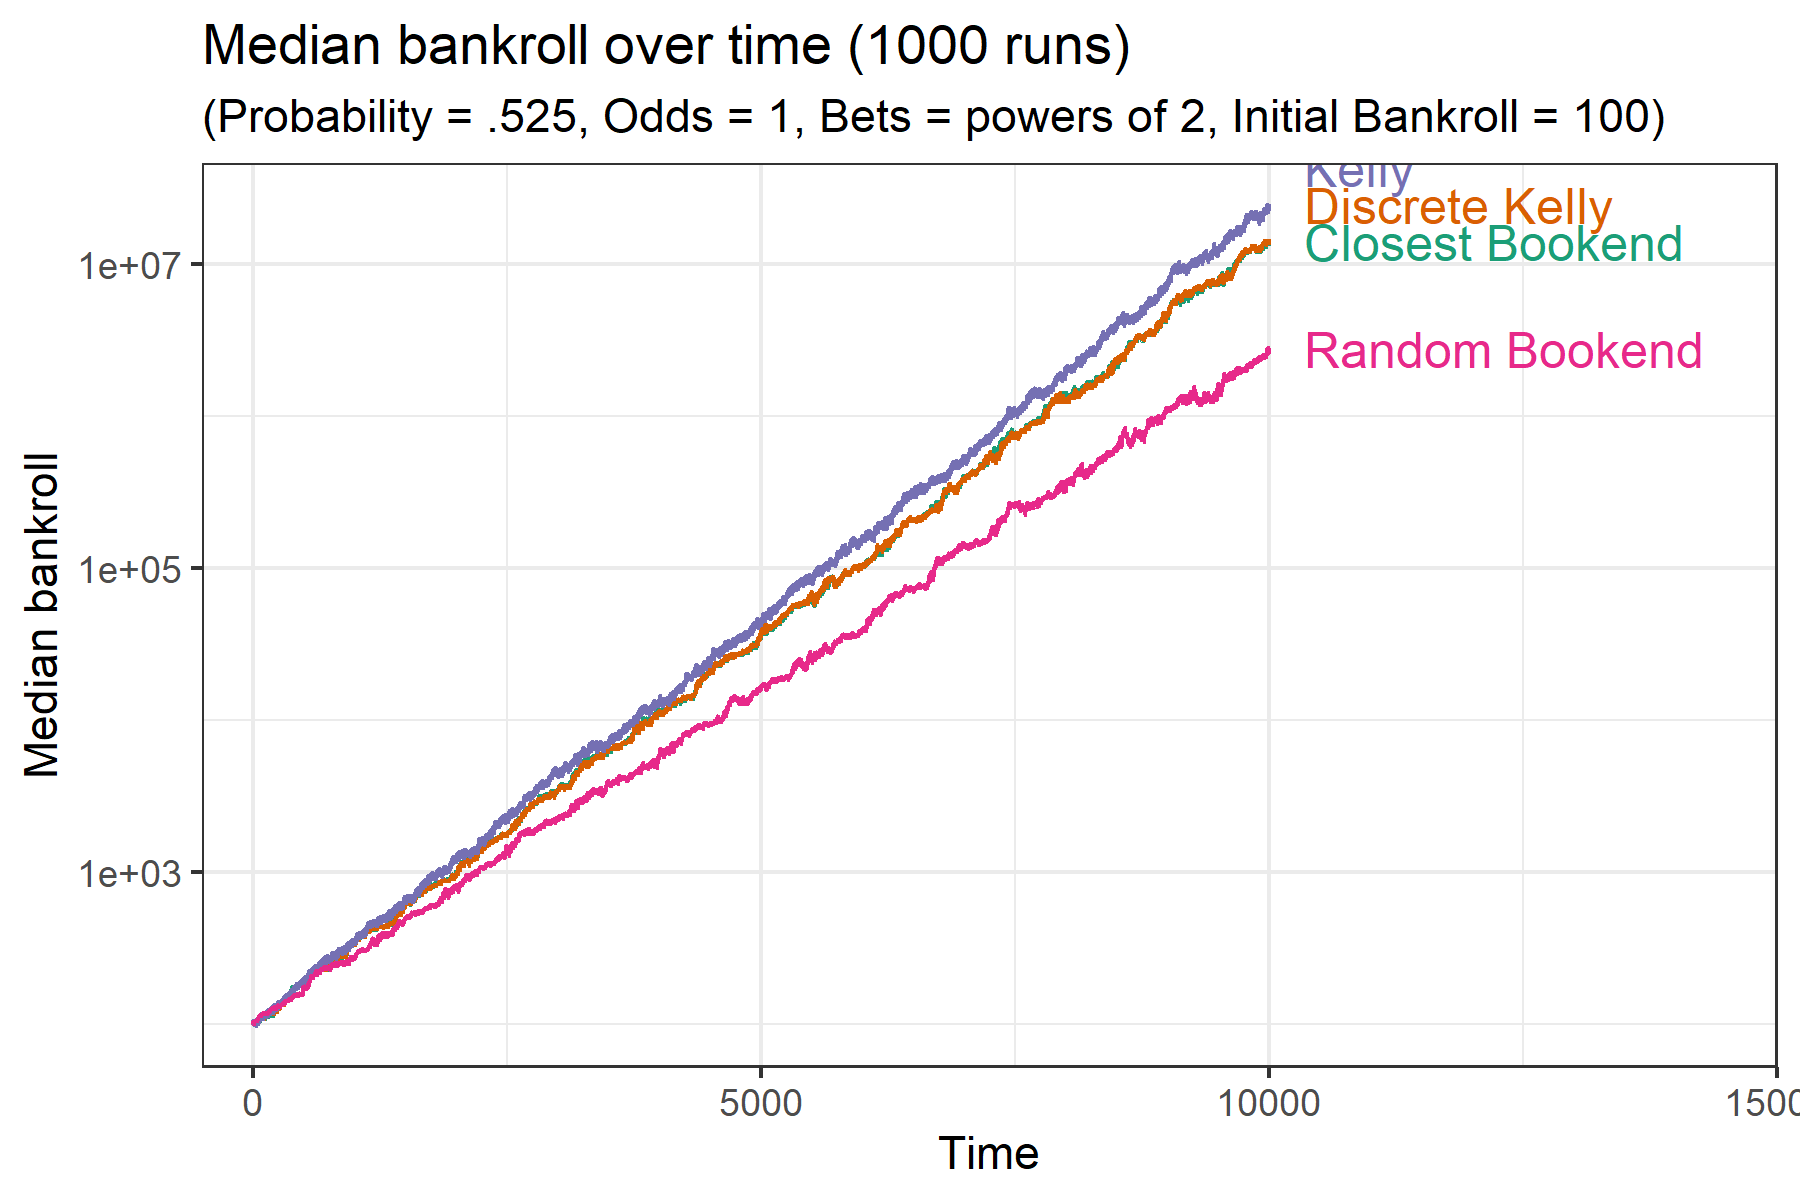 Median bankroll over time (1000 runs)
(Probability = .525, Odds = 1, Bets = powers of 2, Initial Bankroll = 100)
Kelly
Discrete Kelly
Closest Bookend
Random Bookend
1e+07
1e+05
1e+03
Median bankroll
0
5000
10000
1500
Time